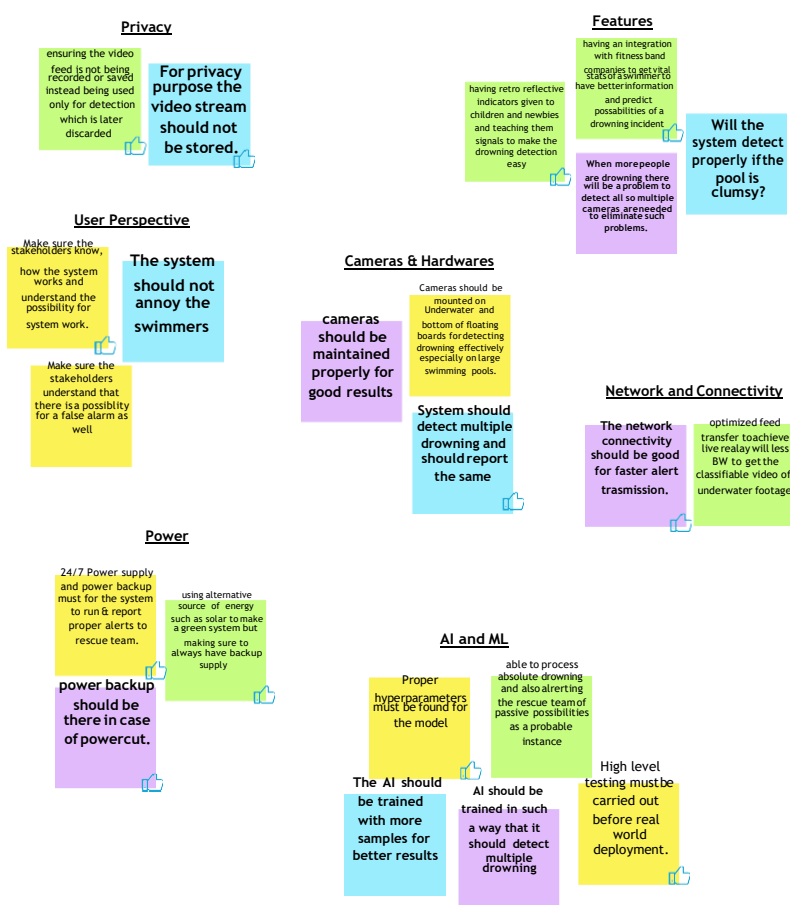 Privacy
ensuring the video
feed is not being
recorded or saved
instead being used
only for detection
which is later
discarded
For privacy
purpose the
video stream
should not
be stored.
Features
having an integration
with fitness band
companies to get vital
stats of a swimmer to
have better information
and predict
possabilities of a
drowning incident
having retro reflective
indicators given to
children and newbies
and teaching them
signals to make the
drowning detection
easy
Will the
system detect
properly if the
pool is
clumsy?
When more people
are drowning there
will be a problem to
detect all so multiple
cameras are needed
to eliminate such
problems.
User Perspective
Make sure the
stakeholders know,
how the system
works and
understand the
possibility for
system work.
The system
should not
annoy the
swimmers
Make sure the
stakeholders
understand that
there is a possiblity
for a false alarm as
well
Cameras & Hardwares
cameras
should be
maintained
properly for
good results
Cameras should be
mounted on
Underwater and
bottom of floating
boards for detecting
drowning effectively
especially on large
swimming pools.
System should
detect multiple
drowning and
should report
the same
Network and Connectivity
The network
connectivity
should be good
for faster alert
trasmission.
optimized feed
transfer to achieve
live realay will less
BW to get the
classifiable video of
underwater footage
Power
24/7 Power supply
and power backup
must for the system
to run & report
proper alerts to
rescue team.
using alternative
source of energy
such as solar to make
a green system but
making sure to
always have backup
supply
power backup
should be
there in case
of powercut.
AI and ML
Proper
hyperparameters
must be found for
the model
able to process
absolute drowning
and also alrerting
the rescue team of
passive possibilities
as a probable
instance
The AI should
be trained
with more
samples for
better results
AI should be
trained in such
a way that it
should detect
multiple
drowning
High level
testing must be
carried out
before real
world
deployment.